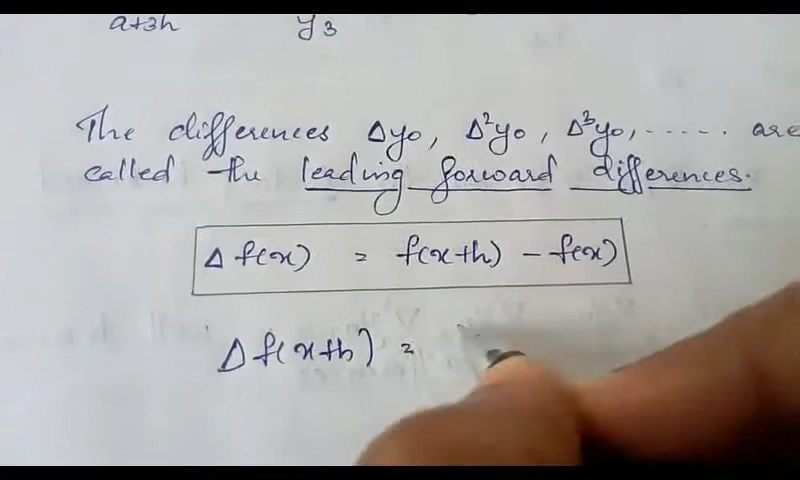 a+3h y3
The differences Δy0, Δ²y0, Δ³y0, ...... are
called the leading forward differences.
Δ f(x) = f(x+h) - f(x)
Δ f(x+h) =